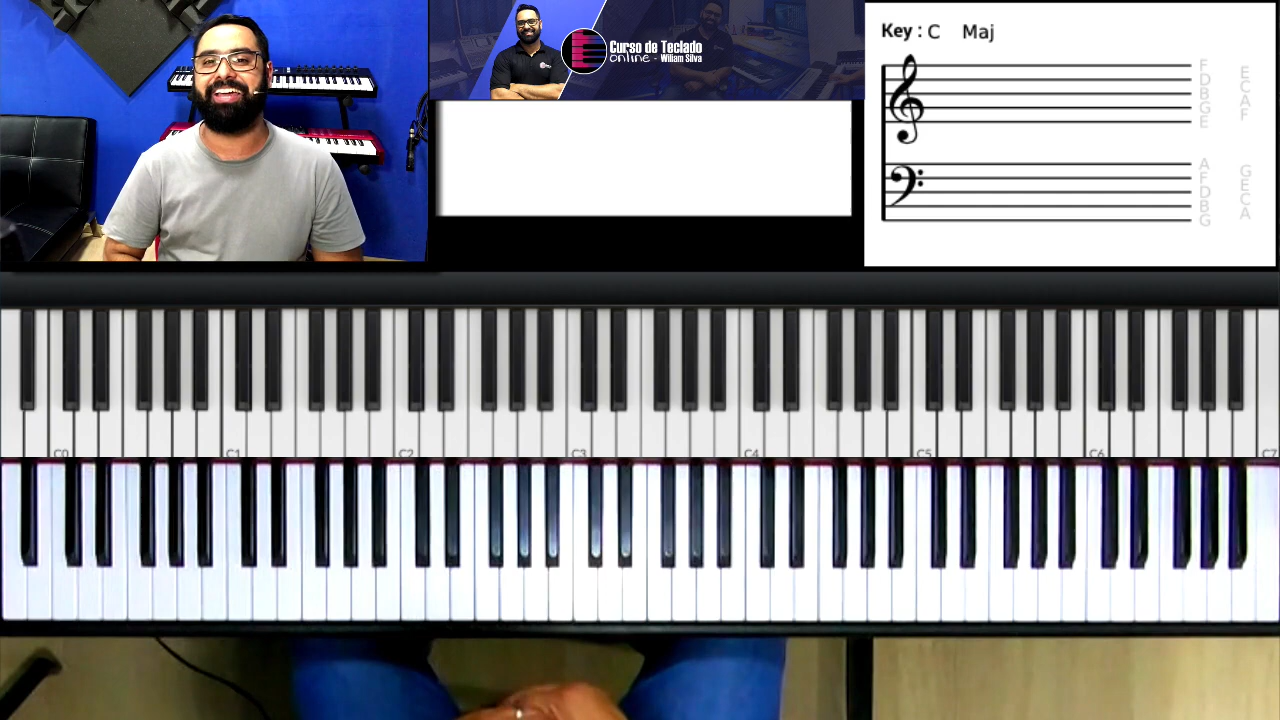 Curso de Teclado
online - Wiliam Silva
Key : C Maj
F
D
B
G
E
E
C
A
F
A
F
D
B
G
G
E
C
A
C0 C1 C2 C3 C4 C5 C6 C7